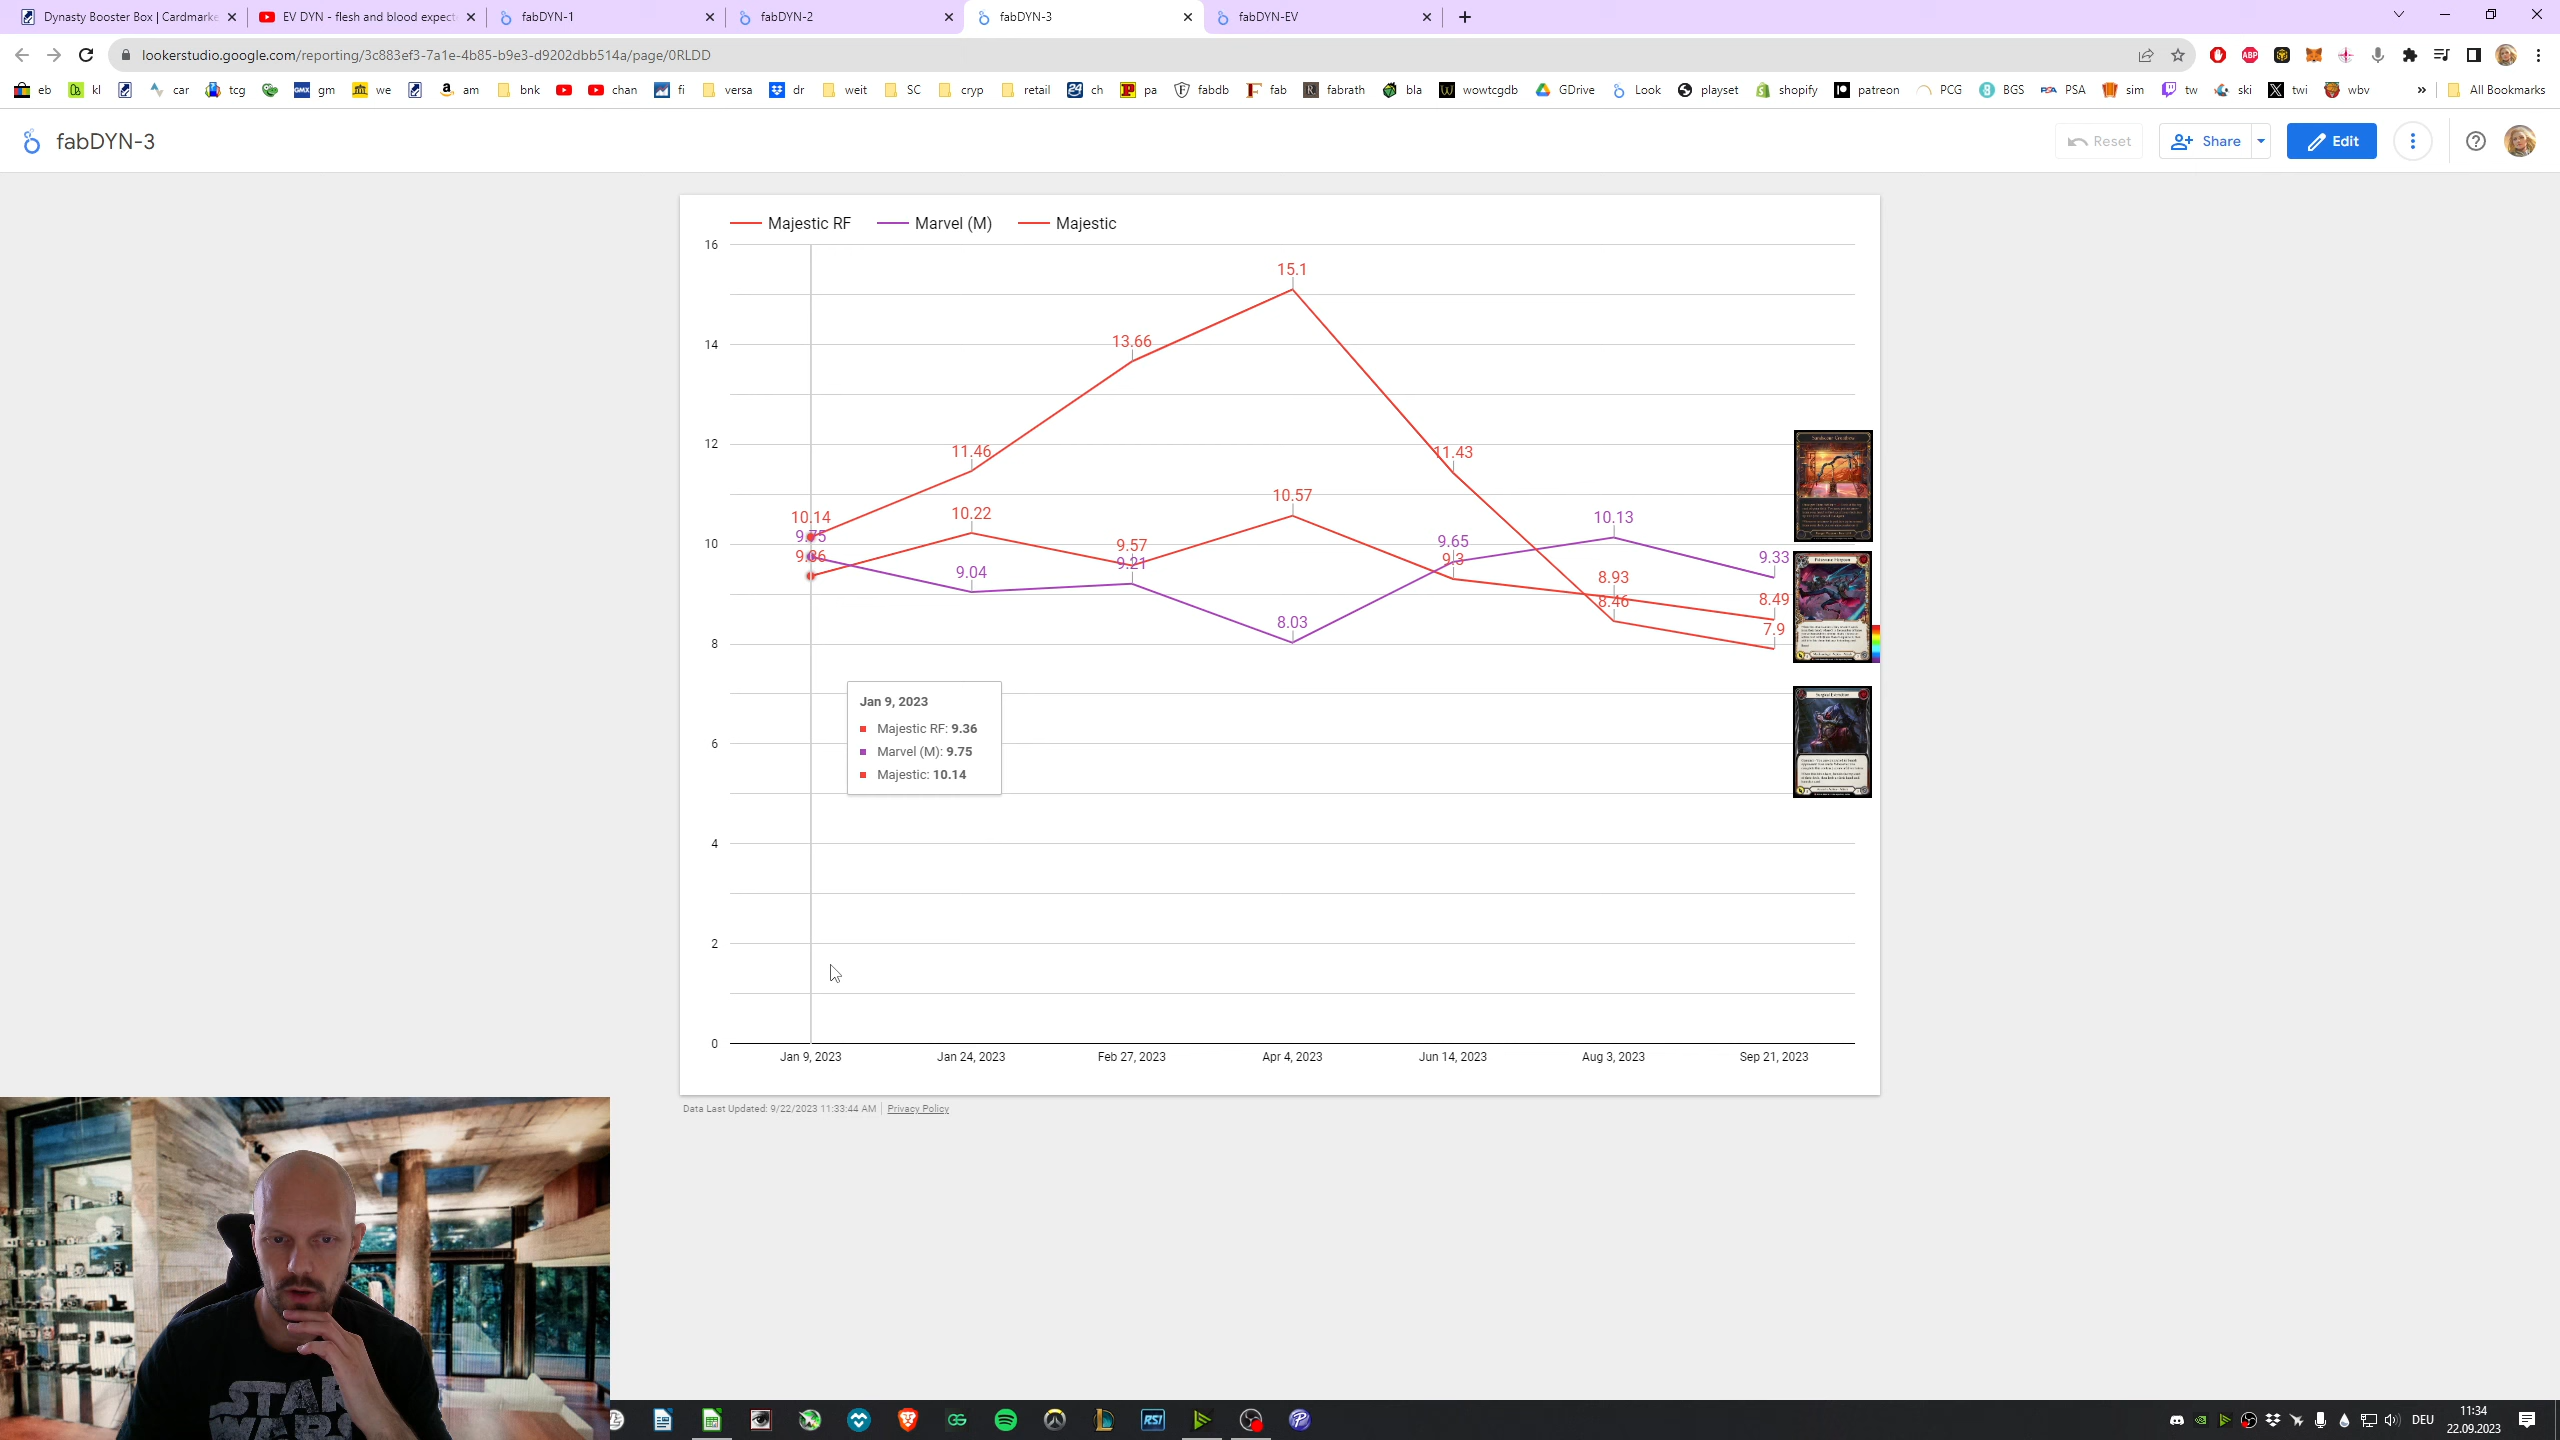 Dynasty Booster Box | Cardmarke
EV DYN - flesh and blood expect
fabDYN-1
fabDYN-2
fabDYN-3
fabDYN-EV
lookerstudio.google.com/reporting/3c883ef3-7a1e-4b85-b9e3-d9202dbb514a/page/0RLDD
eb
kl
car
tcg
gm
we
am
bnk
chan
fi
versa
dr
weit
SC
cryp
retail
ch
pa
fabdb
fab
fabrath
bla
wowtcgdb
GDrive
Look
playset
shopify
patreon
PCG
BGS
PSA
sim
tw
ski
twi
wbv
»
All Bookmarks
fabDYN-3
Reset
Share
Edit
Majestic RF
Marvel (M)
Majestic
16
14
12
10
8
6
4
2
0
15.1
13.66
11.46
11.43
10.57
10.14
10.22
10.13
9.75
9.36
9.57
9.21
9.65
9.3
9.33
9.04
8.93
8.46
8.49
8.03
7.9
Jan 9, 2023
Majestic RF: 9.36
Marvel (M): 9.75
Majestic: 10.14
Jan 9, 2023
Jan 24, 2023
Feb 27, 2023
Apr 4, 2023
Jun 14, 2023
Aug 3, 2023
Sep 21, 2023
Data Last Updated: 9/22/2023 11:33:44 AM
Privacy Policy
STAR
WARS
GG
RSI
DEU
11:34
22.09.2023